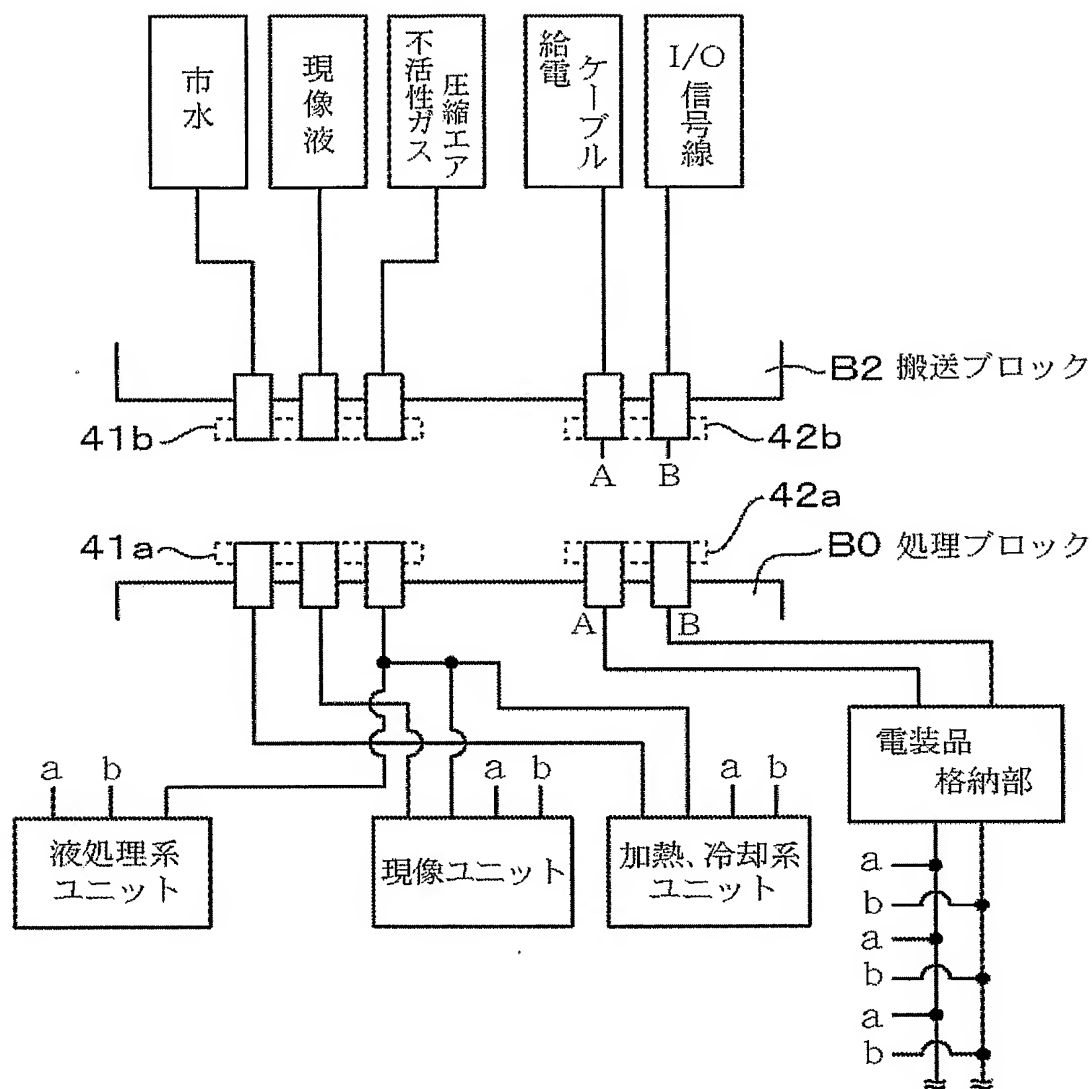 市水
現像液
圧縮エア
不活性ガス
給電
ケーブル
I/O
信号線
B2 搬送ブロック
41b
42b
A
B
42a
41a
B0 処理ブロック
A
B
電装品
格納部
a
b
a
b
a
b
液処理系
ユニット
現像ユニット
加熱、冷却系
ユニット
a
b
a
b
a
b